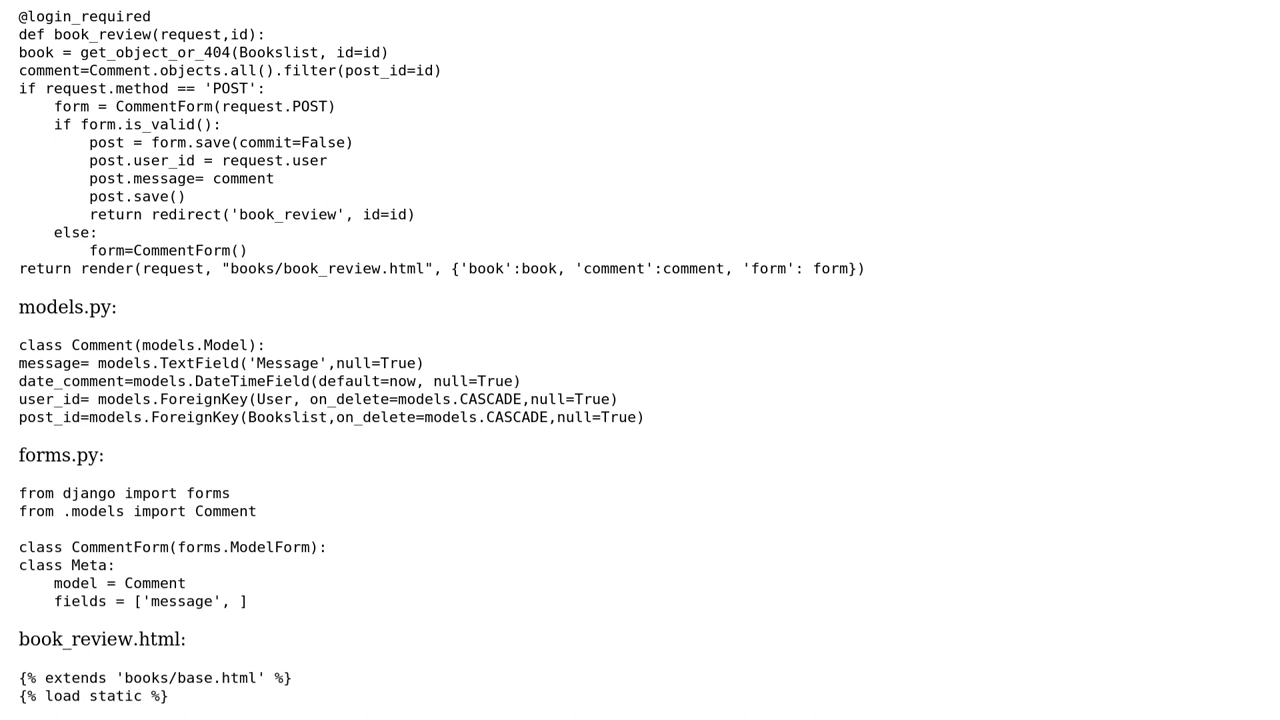 @login_required
def book_review(request,id):
book = get_object_or_404(Bookslist, id=id)
comment=Comment.objects.all().filter(post_id=id)
if request.method == 'POST':
    form = CommentForm(request.POST)
    if form.is_valid():
        post = form.save(commit=False)
        post.user_id = request.user
        post.message= comment
        post.save()
        return redirect('book_review', id=id)
    else:
        form=CommentForm()
return render(request, "books/book_review.html", {'book':book, 'comment':comment, 'form': form})
models.py:
class Comment(models.Model):
message= models.TextField('Message',null=True)
date_comment=models.DateTimeField(default=now, null=True)
user_id= models.ForeignKey(User, on_delete=models.CASCADE,null=True)
post_id=models.ForeignKey(Bookslist,on_delete=models.CASCADE,null=True)
forms.py:
from django import forms
from .models import Comment
class CommentForm(forms.ModelForm):
class Meta:
    model = Comment
    fields = ['message', ]
book_review.html:
{% extends 'books/base.html' %}
{% load static %}